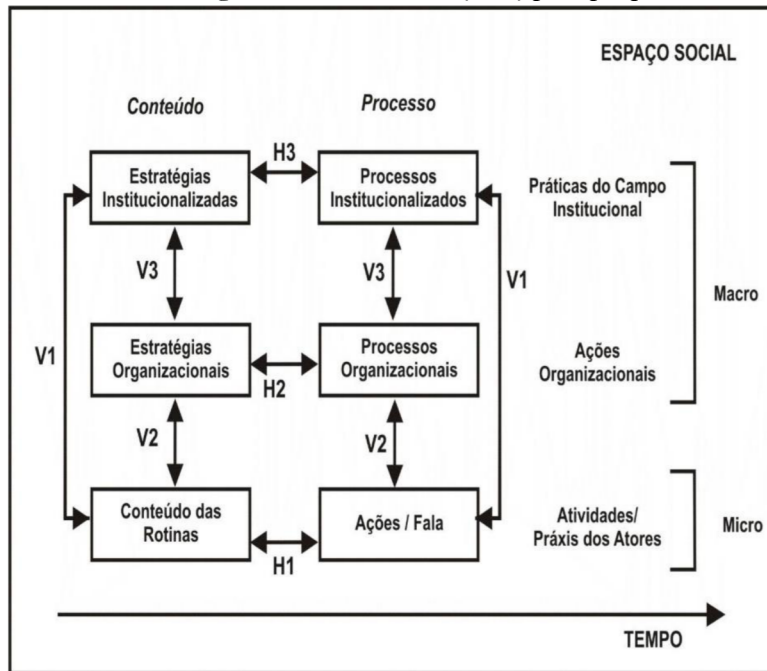 ESPAÇO SOCIAL
Conteúdo
Processo
Estratégias
Institucionalizadas
H3
Processos
Institucionalizados
Práticas do Campo
Institucional
V3
V3
V1
Macro
V1
Estratégias
Organizacionais
H2
Processos
Organizacionais
Ações
Organizacionais
V2
V2
Conteúdo das
Rotinas
H1
Ações / Fala
Atividades/
Práxis dos Atores
Micro
TEMPO